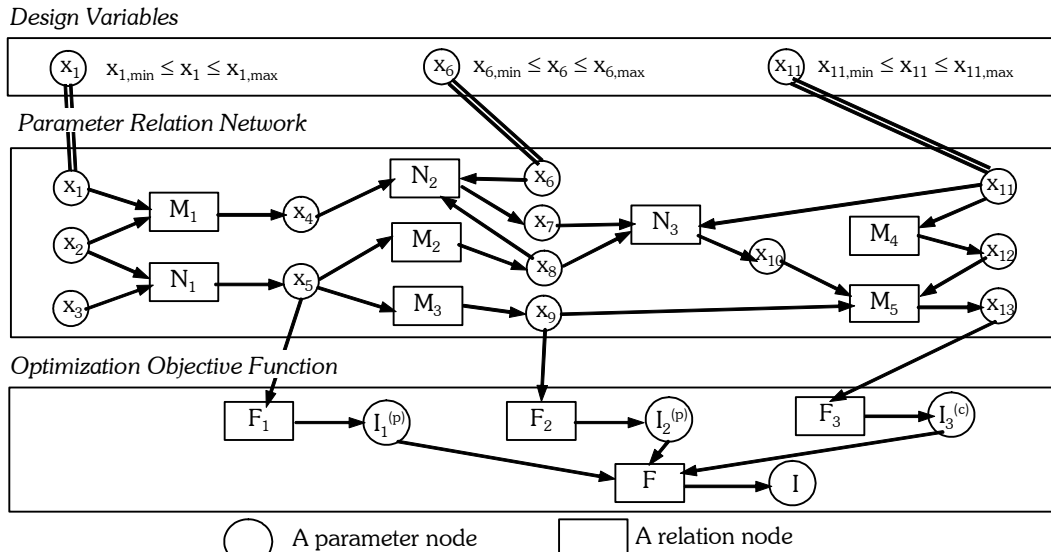 Design Variables
x₁ x₁,min ≤ x₁ ≤ x₁,max x₆ x₆,min ≤ x₆ ≤ x₆,max x₁₁ x₁₁,min ≤ x₁₁ ≤ x₁₁,max
Parameter Relation Network
x₁ N₂ x₆ x₁₁
M₁ x₄ x₇ N₃
x₂ M₂ M₄
x₅ x₈ x₁₀ x₁₂
N₁
x₃ M₃ x₉ M₅ x₁₃
Optimization Objective Function
F₁ I₁⁽ᵖ⁾ F₂ I₂⁽ᵖ⁾ F₃ I₃⁽ᶜ⁾
F I
A parameter node A relation node